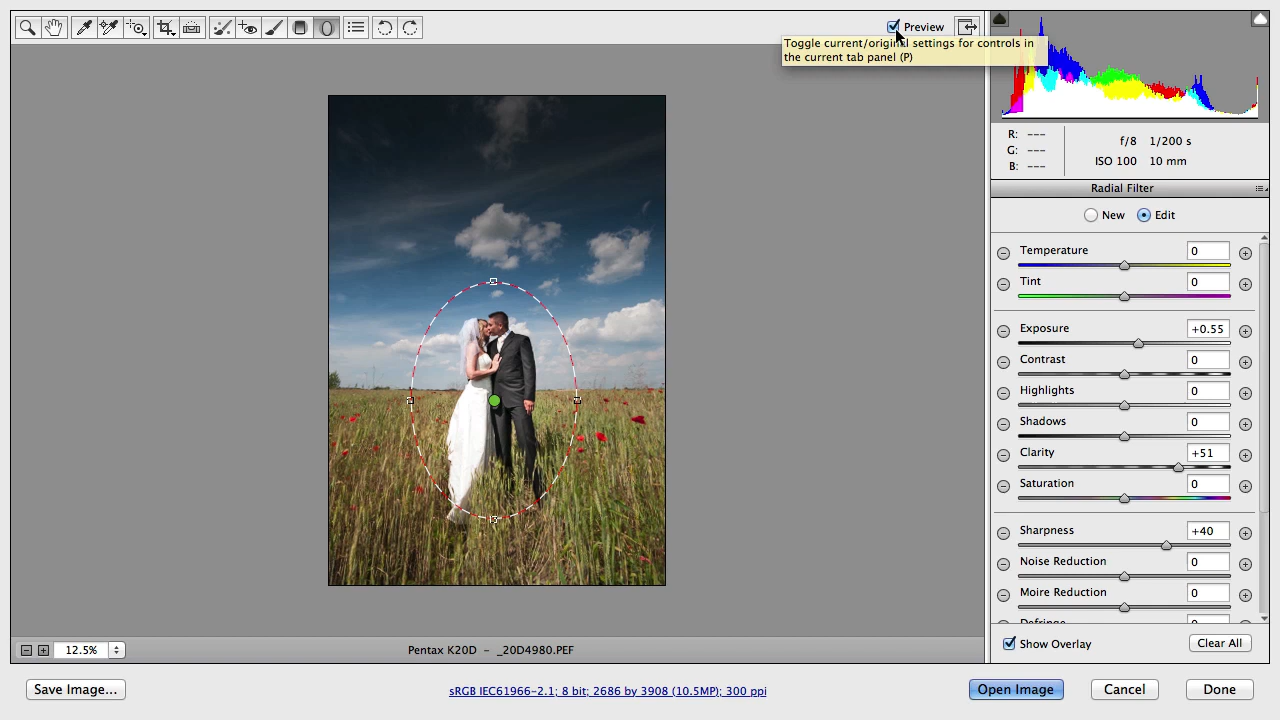 Preview
Toggle current/original settings for controls in
the current tab panel (P)
R: ---
G: ---
B: ---
f/8 1/200 s
ISO 100 10 mm
Radial Filter
New Edit
Temperature 0
Tint 0
Exposure +0.55
Contrast 0
Highlights 0
Shadows 0
Clarity +51
Saturation 0
Sharpness +40
Noise Reduction 0
Moire Reduction 0
Defringe
Show Overlay Clear All
12.5% Pentax K20D - _20D4980.PEF
Save Image... sRGB IEC61966-2.1; 8 bit; 2686 by 3908 (10.5MP); 300 ppi Open Image Cancel Done